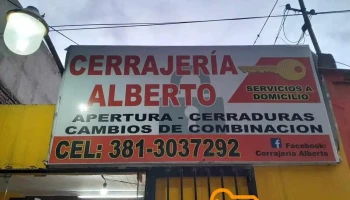 CERRAJERÍA
ALBERTO
SERVICIOS A
DOMICILIO
APERTURA - CERRADURAS
CAMBIOS DE COMBINACION
CEL: 381-3037292
Facebook:
Cerrajeria Alberto